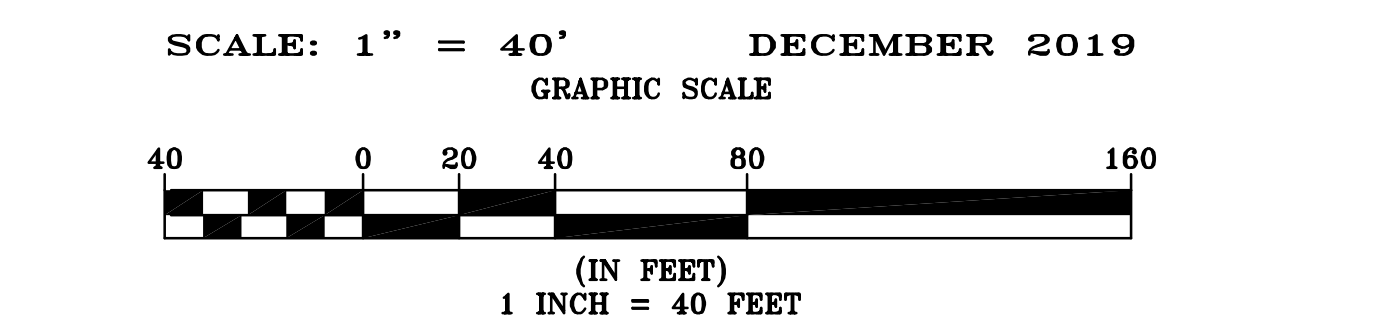 SCALE: 1” = 40’ DECEMBER 2019
GRAPHIC SCALE
40 0 20 40 80 160
(IN FEET)
1 INCH = 40 FEET